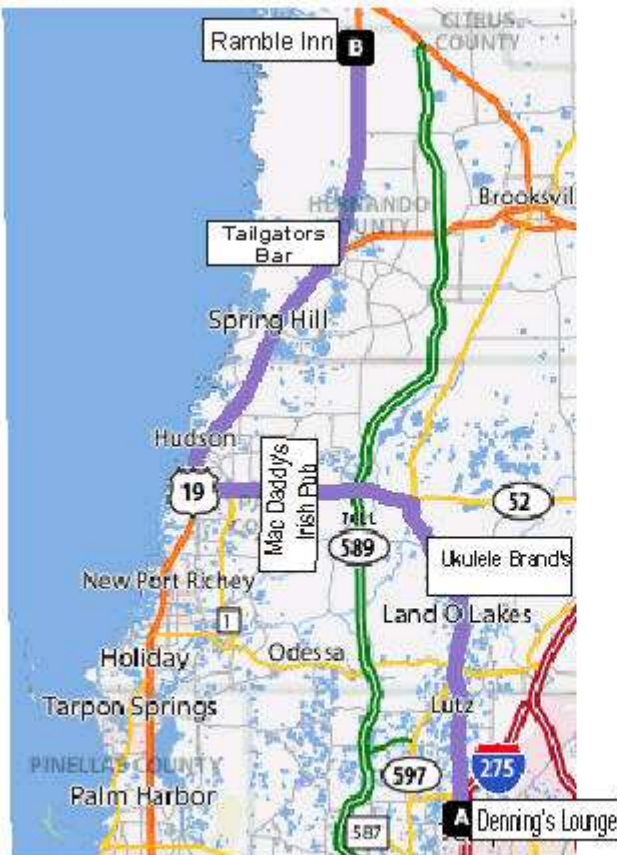 CITRUS
COUNTY
Ramble Inn
B
Brooksvil
HERNANDO
COUNTY
Tailgators
Bar
Spring Hill
Hudson
Mac Daddy's
Irish Pub
19
52
TOLL
589
Ukulele Brand's
New Port Richey
1
Land O Lakes
Odessa
Holiday
Tarpon Springs
Lutz
PINELLAS COUNTY
597
275
Palm Harbor
A
Denning's Lounge
587